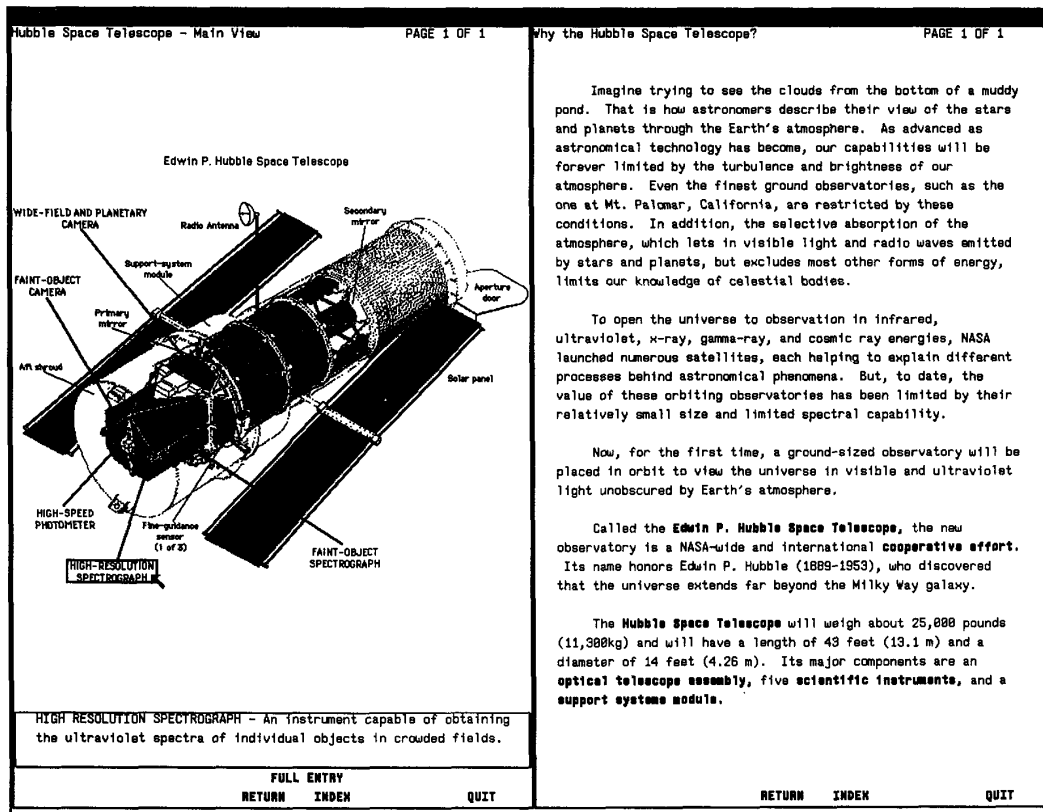 Hubble Space Telescope - Main View PAGE 1 OF 1
Edwin P. Hubble Space Telescope
WIDE-FIELD AND PLANETARY
CAMERA
Radio Antenna
Secondary
mirror
Support-system
module
FAINT-OBJECT
CAMERA
Aperture
door
Primary
mirror
Aft shroud
Solar panel
HIGH-SPEED
PHOTOMETER
Fine-guidance
sensor
(1 of 3)
FAINT-OBJECT
SPECTROGRAPH
HIGH-RESOLUTION
SPECTROGRAPH
HIGH RESOLUTION SPECTROGRAPH - An instrument capable of obtaining
the ultraviolet spectra of individual objects in crowded fields.
FULL ENTRY
RETURN INDEX QUIT
Why the Hubble Space Telescope? PAGE 1 OF 1
Imagine trying to see the clouds from the bottom of a muddy
pond. That is how astronomers describe their view of the stars
and planets through the Earth's atmosphere. As advanced as
astronomical technology has become, our capabilities will be
forever limited by the turbulence and brightness of our
atmosphere. Even the finest ground observatories, such as the
one at Mt. Palomar, California, are restricted by these
conditions. In addition, the selective absorption of the
atmosphere, which lets in visible light and radio waves emitted
by stars and planets, but excludes most other forms of energy,
limits our knowledge of celestial bodies.
To open the universe to observation in infrared,
ultraviolet, x-ray, gamma-ray, and cosmic ray energies, NASA
launched numerous satellites, each helping to explain different
processes behind astronomical phenomena. But, to date, the
value of these orbiting observatories has been limited by their
relatively small size and limited spectral capability.
Now, for the first time, a ground-sized observatory will be
placed in orbit to view the universe in visible and ultraviolet
light unobscured by Earth's atmosphere.
Called the Edwin P. Hubble Space Telescope, the new
observatory is a NASA-wide and international cooperative effort.
Its name honors Edwin P. Hubble (1889-1953), who discovered
that the universe extends far beyond the Milky Way galaxy.
The Hubble Space Telescope will weigh about 25,000 pounds
(11,300kg) and will have a length of 43 feet (13.1 m) and a
diameter of 14 feet (4.26 m). Its major components are an
optical telescope assembly, five scientific instruments, and a
support systems module.
RETURN INDEX QUIT